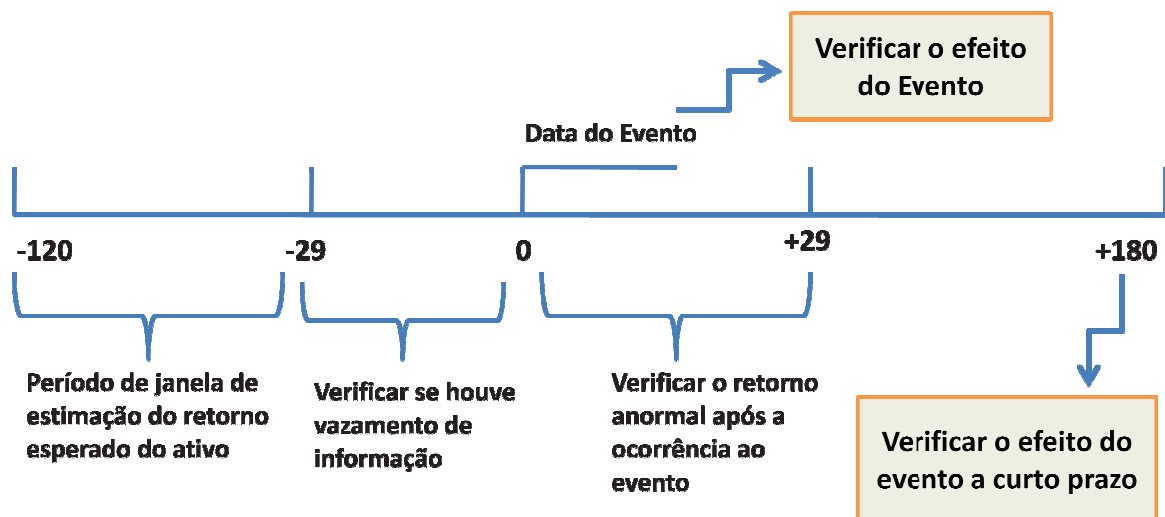 Verificar o efeito
do Evento
Data do Evento
-120
-29
0
+29
+180
Período de janela de
estimação do retorno
esperado do ativo
Verificar se houve
vazamento de
informação
Verificar o retorno
anormal após a
ocorrência ao
evento
Verificar o efeito do
evento a curto prazo